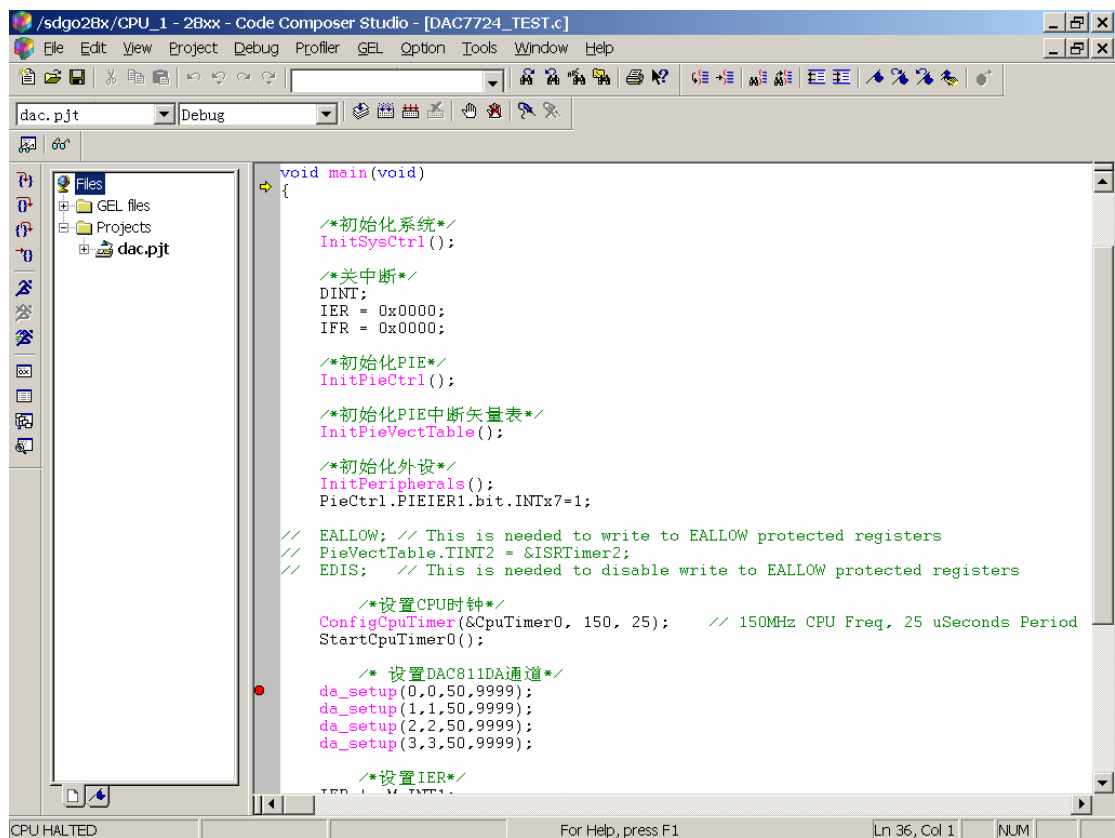 /sdgo28x/CPU_1 - 28xx - Code Composer Studio - [DAC7724_TEST.c]
File Edit View Project Debug Profiler GEL Option Tools Window Help
dac.pjt Debug
Files
GEL files
Projects
dac.pjt
void main(void)
{
/*初始化系统*/
InitSysCtrl();
/*关中断*/
DINT;
IER = 0x0000;
IFR = 0x0000;
/*初始化PIE*/
InitPieCtrl();
/*初始化PIE中断矢量表*/
InitPieVectTable();
/*初始化外设*/
InitPeripherals();
PieCtrl.PIEIER1.bit.INTx7=1;
// EALLOW; // This is needed to write to EALLOW protected registers
// PieVectTable.TINT2 = &ISRTimer2;
// EDIS; // This is needed to disable write to EALLOW protected registers
/*设置CPU时钟*/
ConfigCpuTimer(&CpuTimer0, 150, 25); // 150MHz CPU Freq, 25 uSeconds Period
StartCpuTimer0();
/* 设置DAC811DA通道*/
da_setup(0,0,50,9999);
da_setup(1,1,50,9999);
da_setup(2,2,50,9999);
da_setup(3,3,50,9999);
/*设置IER*/
CPU HALTED For Help, press F1 Ln 36, Col 1 NUM